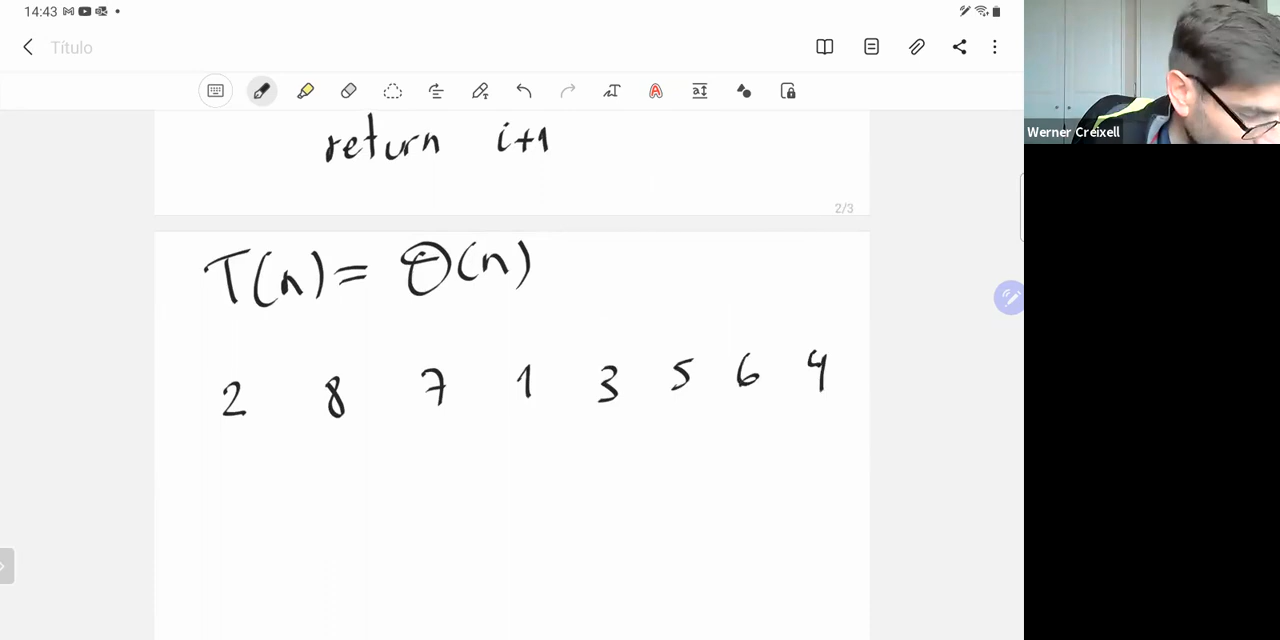 14:43
Título
Werner Creixell
return i+1
2/3
T(n) = Θ(n)
2 8 7 1 3 5 6 4